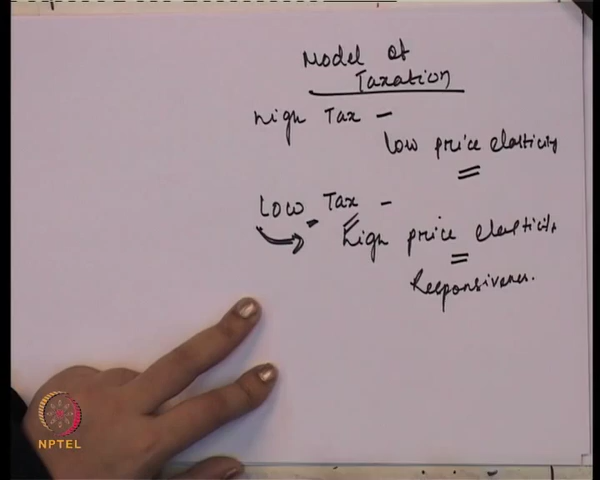 Model of
Taxation
High Tax -
Low price elasticity
Low Tax -
High price elasticity
Responsiveness.
NPTEL